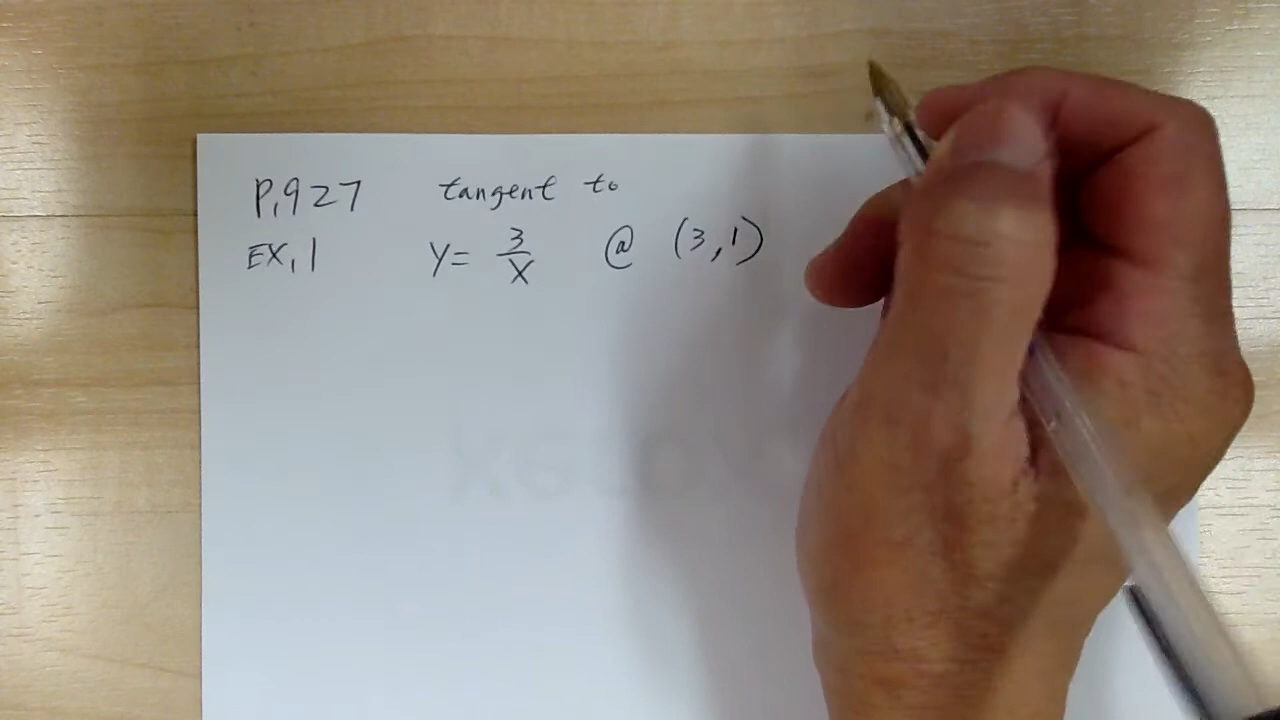 P.927 tangent to
EX.1 y= 3/x @ (3,1)